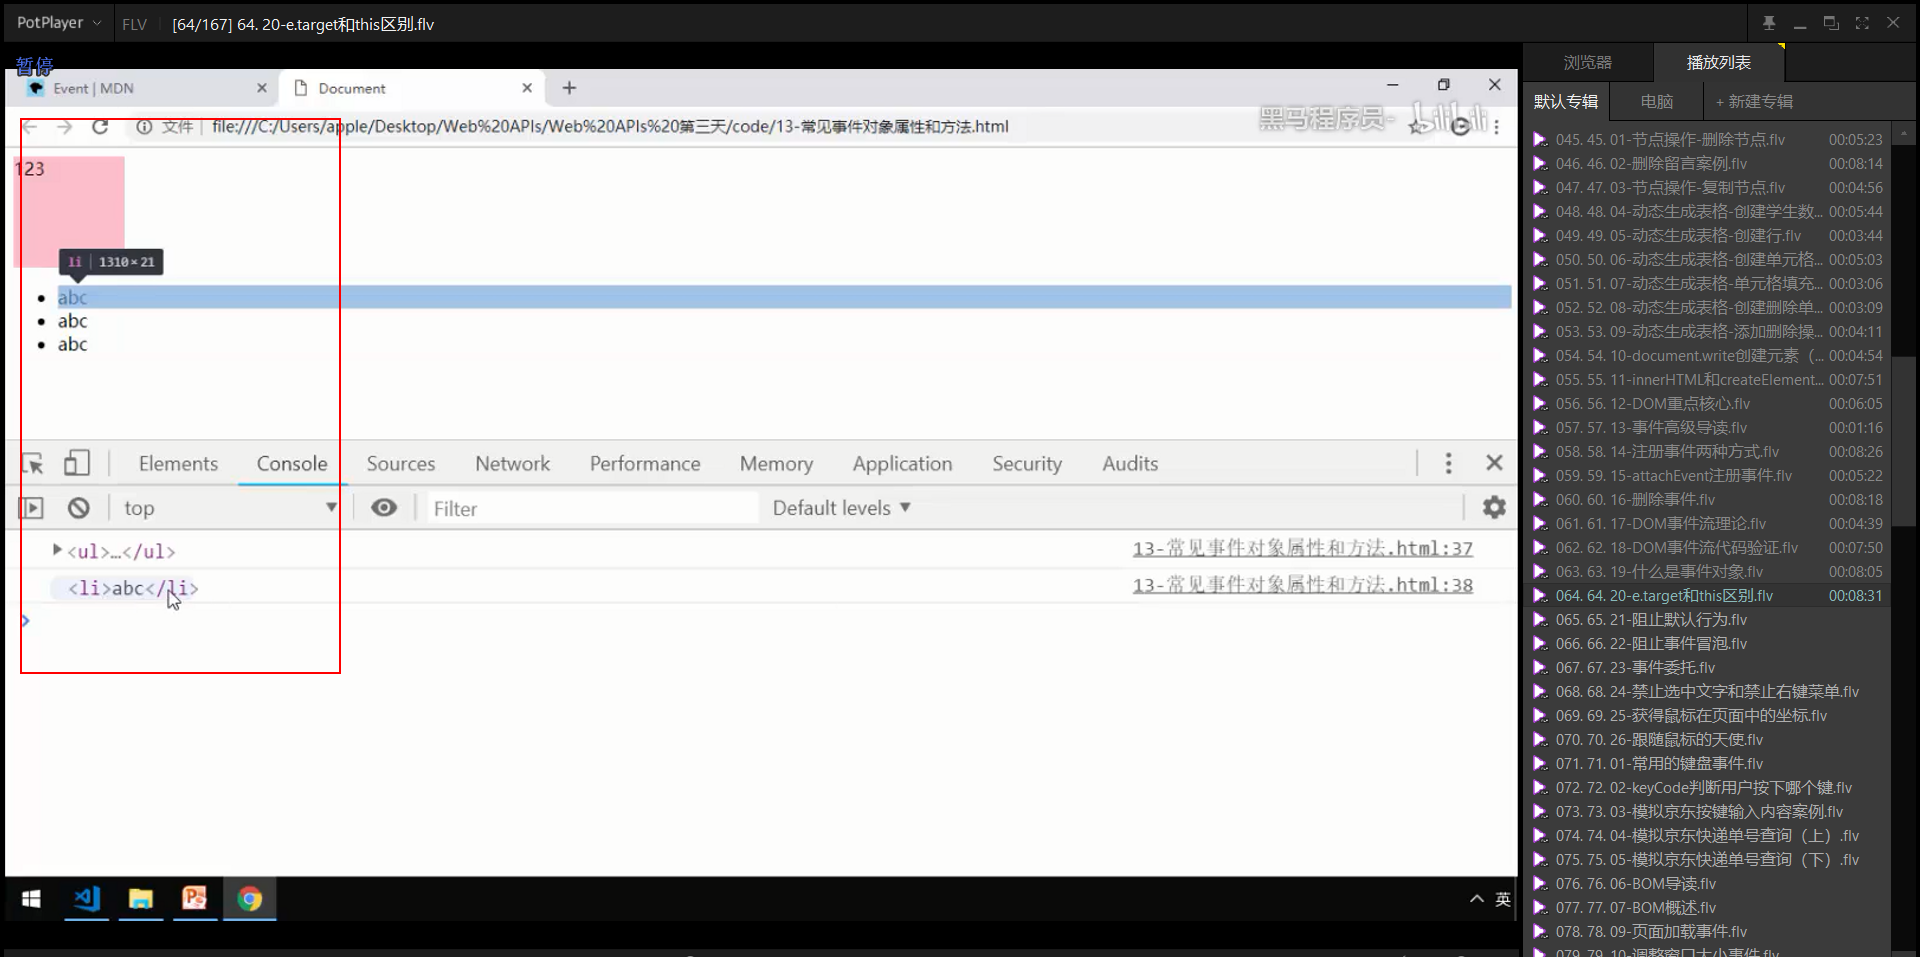 PotPlayer FLV [64/167] 64. 20-e.target和this区别.flv
暂停
Event | MDN
Document
文件 file:///C:/Users/apple/Desktop/Web%20APIs/Web%20APIs%20第三天/code/13-常见事件对象属性和方法.html
黑马程序员- bilibili
123
li 1310×21
abc
abc
abc
Elements Console Sources Network Performance Memory Application Security Audits
top Filter Default levels
<ul>…</ul> 13-常见事件对象属性和方法.html:37
<li>abc</li> 13-常见事件对象属性和方法.html:38
英
浏览器 播放列表
默认专辑 电脑 + 新建专辑
045. 45. 01-节点操作-删除节点.flv 00:05:23
046. 46. 02-删除留言案例.flv 00:08:14
047. 47. 03-节点操作-复制节点.flv 00:04:56
048. 48. 04-动态生成表格-创建学生数... 00:05:44
049. 49. 05-动态生成表格-创建行.flv 00:03:44
050. 50. 06-动态生成表格-创建单元格... 00:05:03
051. 51. 07-动态生成表格-单元格填充... 00:03:06
052. 52. 08-动态生成表格-创建删除单... 00:03:09
053. 53. 09-动态生成表格-添加删除操... 00:04:11
054. 54. 10-document.write创建元素（... 00:04:54
055. 55. 11-innerHTML和createElement... 00:07:51
056. 56. 12-DOM重点核心.flv 00:06:05
057. 57. 13-事件高级导读.flv 00:01:16
058. 58. 14-注册事件两种方式.flv 00:08:26
059. 59. 15-attachEvent注册事件.flv 00:05:22
060. 60. 16-删除事件.flv 00:08:18
061. 61. 17-DOM事件流理论.flv 00:04:39
062. 62. 18-DOM事件流代码验证.flv 00:07:50
063. 63. 19-什么是事件对象.flv 00:08:05
064. 64. 20-e.target和this区别.flv 00:08:31
065. 65. 21-阻止默认行为.flv
066. 66. 22-阻止事件冒泡.flv
067. 67. 23-事件委托.flv
068. 68. 24-禁止选中文字和禁止右键菜单.flv
069. 69. 25-获得鼠标在页面中的坐标.flv
070. 70. 26-跟随鼠标的天使.flv
071. 71. 01-常用的键盘事件.flv
072. 72. 02-keyCode判断用户按下哪个键.flv
073. 73. 03-模拟京东按键输入内容案例.flv
074. 74. 04-模拟京东快递单号查询（上）.flv
075. 75. 05-模拟京东快递单号查询（下）.flv
076. 76. 06-BOM导读.flv
077. 77. 07-BOM概述.flv
078. 78. 09-页面加载事件.flv
079. 79. 10-调整窗口大小事件.flv